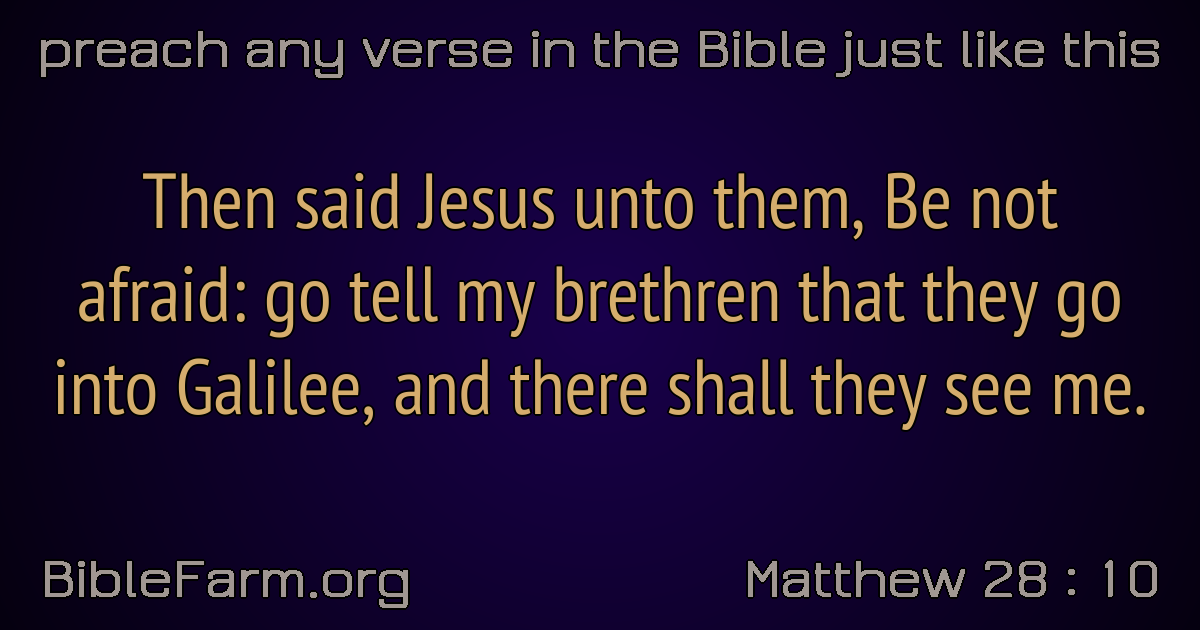 preach any verse in the Bible just like this
Then said Jesus unto them, Be not
afraid: go tell my brethren that they go
into Galilee, and there shall they see me.
BibleFarm.org
Matthew 28 : 10